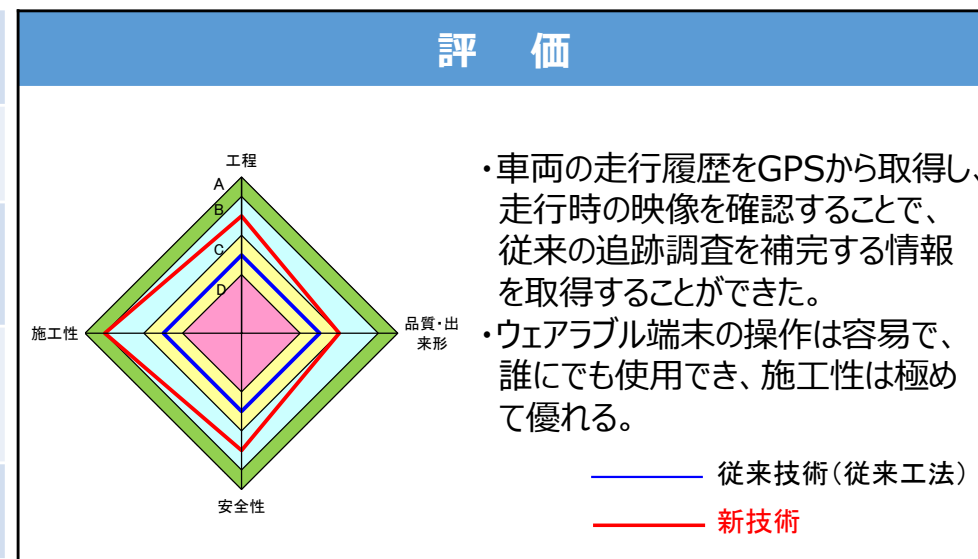 評 価
工程
A
B
C
D
施工性
品質・出
来形
安全性
・車両の走行履歴をGPSから取得し、
走行時の映像を確認することで、
従来の追跡調査を補完する情報
を取得することができた。
・ウェアラブル端末の操作は容易で、
誰にでも使用でき、施工性は極め
て優れる。
従来技術(従来工法)
新技術